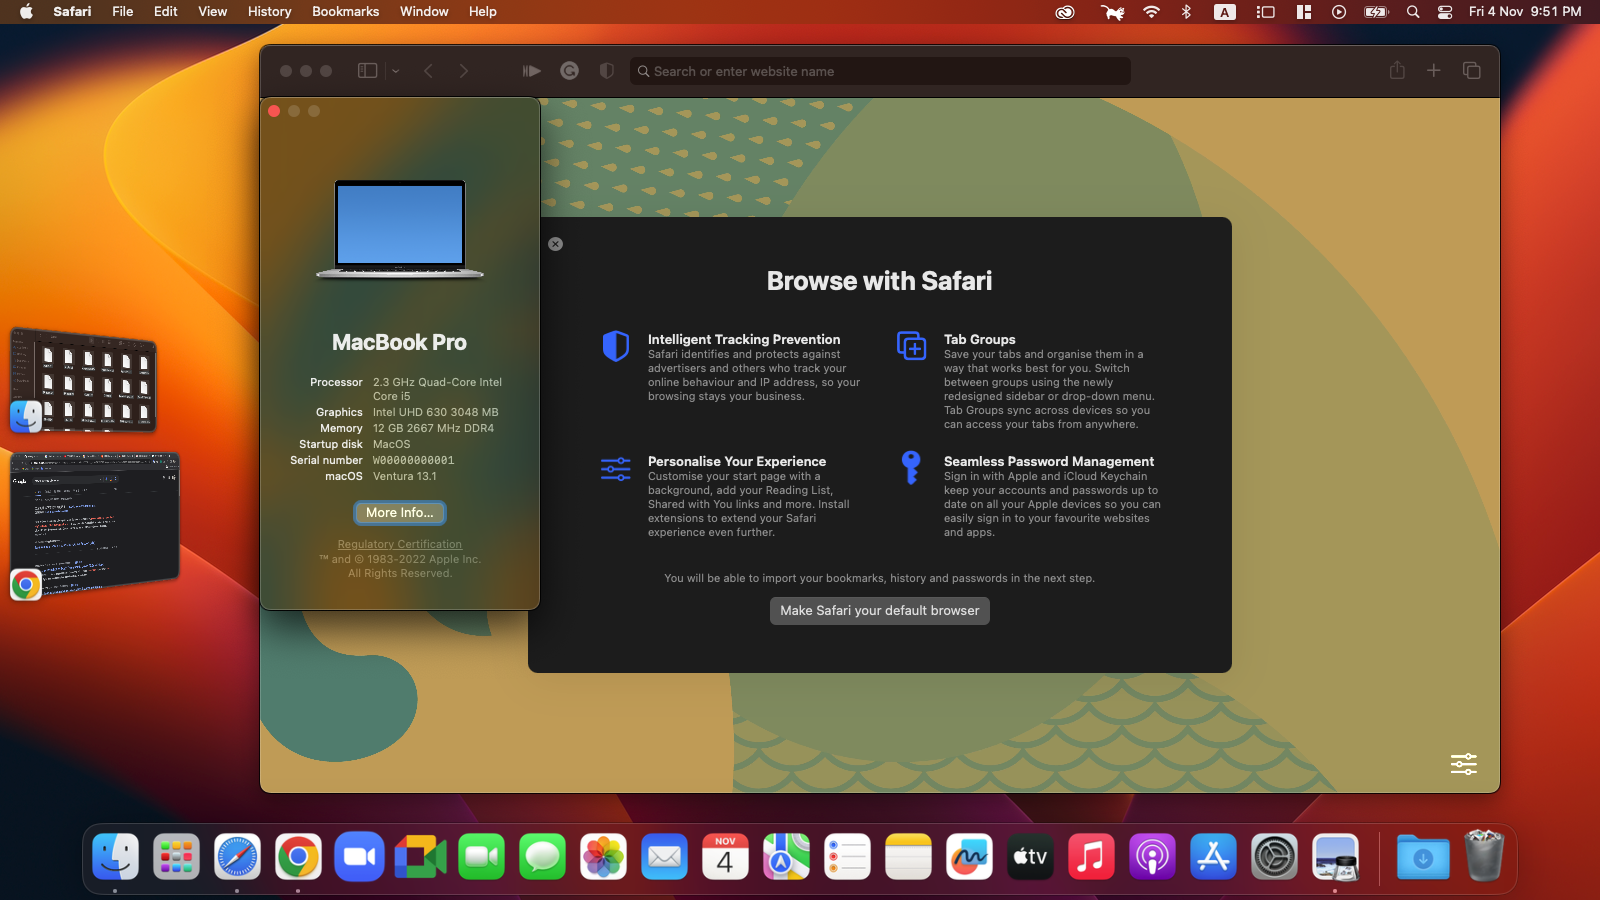 Safari File Edit View History Bookmarks Window Help
A
Fri 4 Nov 9:51 PM
Search or enter website name
MacBook Pro
Processor 2.3 GHz Quad-Core Intel
Core i5
Graphics Intel UHD 630 3048 MB
Memory 12 GB 2667 MHz DDR4
Startup disk MacOS
Serial number W00000000001
macOS Ventura 13.1
More Info...
Regulatory Certification
™ and © 1983-2022 Apple Inc.
All Rights Reserved.
Browse with Safari
Intelligent Tracking Prevention
Safari identifies and protects against
advertisers and others who track your
online behaviour and IP address, so your
browsing stays your business.
Tab Groups
Save your tabs and organise them in a
way that works best for you. Switch
between groups using the newly
redesigned sidebar or drop-down menu.
Tab Groups sync across devices so you
can access your tabs from anywhere.
Personalise Your Experience
Customise your start page with a
background, add your Reading List,
Shared with You links and more. Install
extensions to extend your Safari
experience even further.
Seamless Password Management
Sign in with Apple and iCloud Keychain
keep your accounts and passwords up to
date on all your Apple devices so you can
easily sign in to your favourite websites
and apps.
You will be able to import your bookmarks, history and passwords in the next step.
Make Safari your default browser
NOV
4
tv